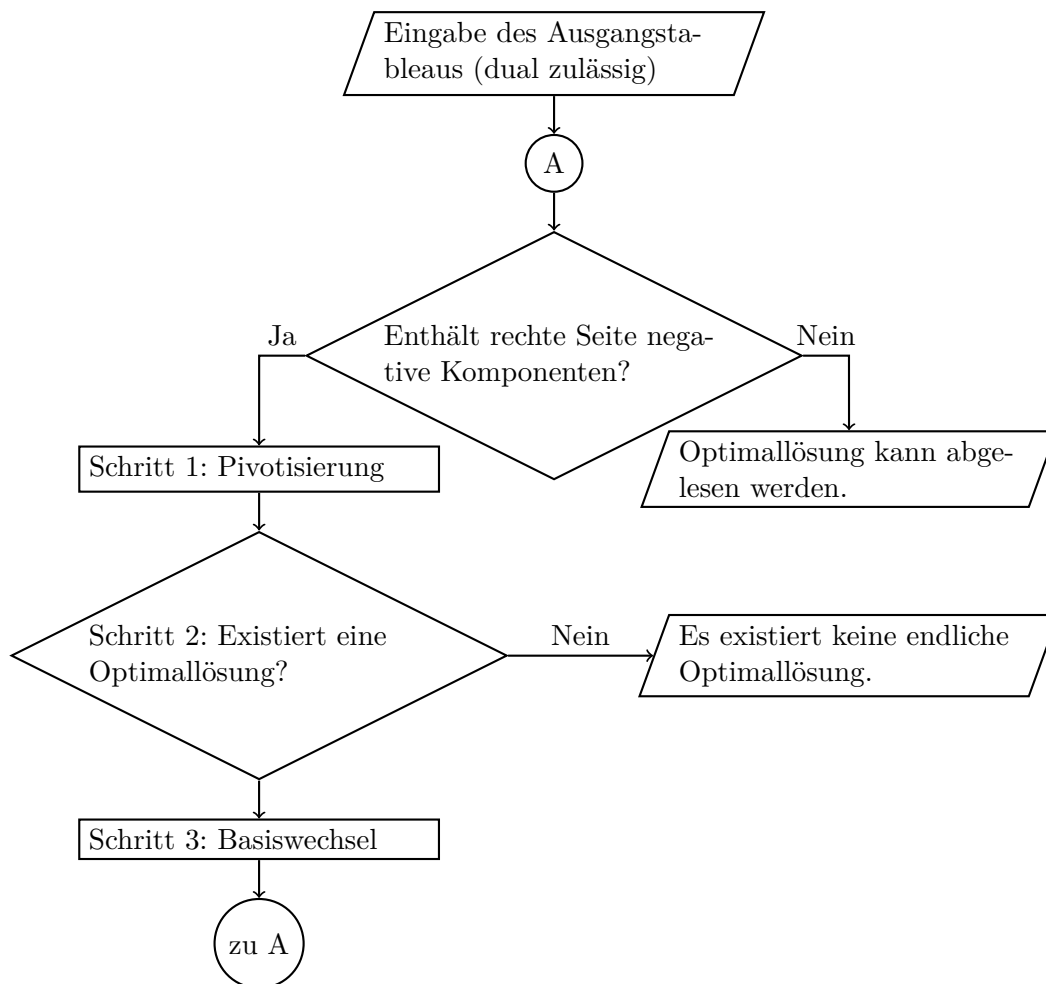 Eingabe des Ausgangsta-
bleaus (dual zulässig)
A
Enthält rechte Seite nega-
tive Komponenten?
Ja
Nein
Schritt 1: Pivotisierung
Optimallösung kann abge-
lesen werden.
Schritt 2: Existiert eine
Optimallösung?
Nein
Es existiert keine endliche
Optimallösung.
Schritt 3: Basiswechsel
zu A